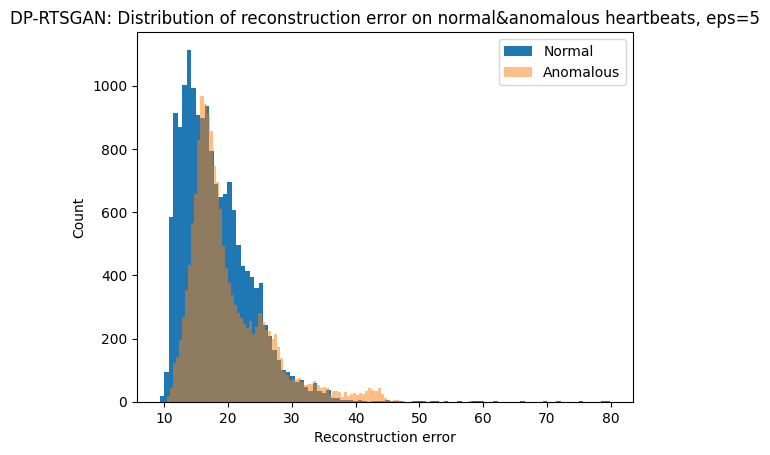 DP-RTSGAN: Distribution of reconstruction error on normal&anomalous heartbeats, eps=5
Normal
Anomalous
1000
800
600
400
200
0
Count
10 20 30 40 50 60 70 80
Reconstruction error